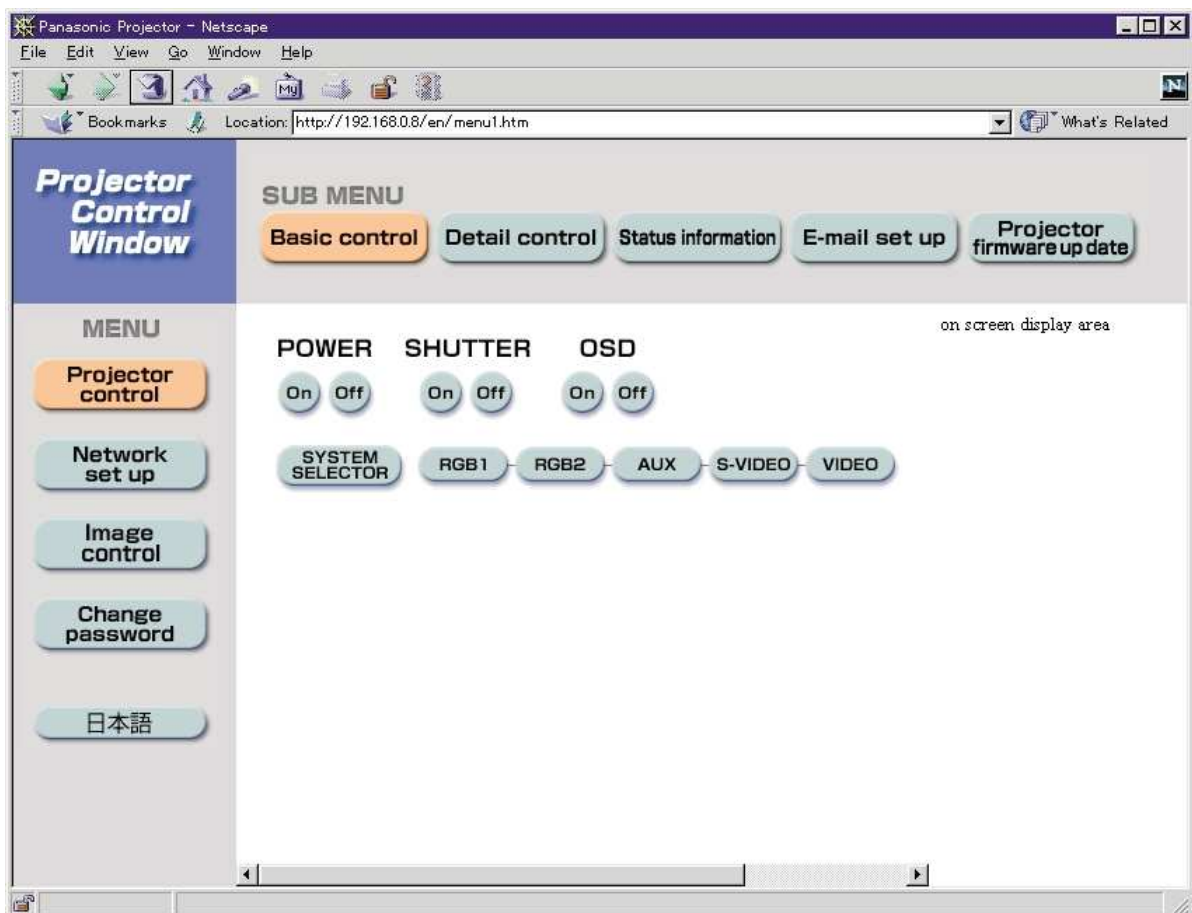 Panasonic Projector - Netscape
File Edit View Go Window Help
My
N
Bookmarks Location: http://192.168.0.8/en/menu1.htm What's Related
Projector
Control
Window
SUB MENU
Basic control Detail control Status information E-mail set up Projector
firmware up date
MENU
Projector
control
Network
set up
Image
control
Change
password
日本語
on screen display area
POWER SHUTTER OSD
On Off On Off On Off
SYSTEM
SELECTOR RGB1 RGB2 AUX S-VIDEO VIDEO